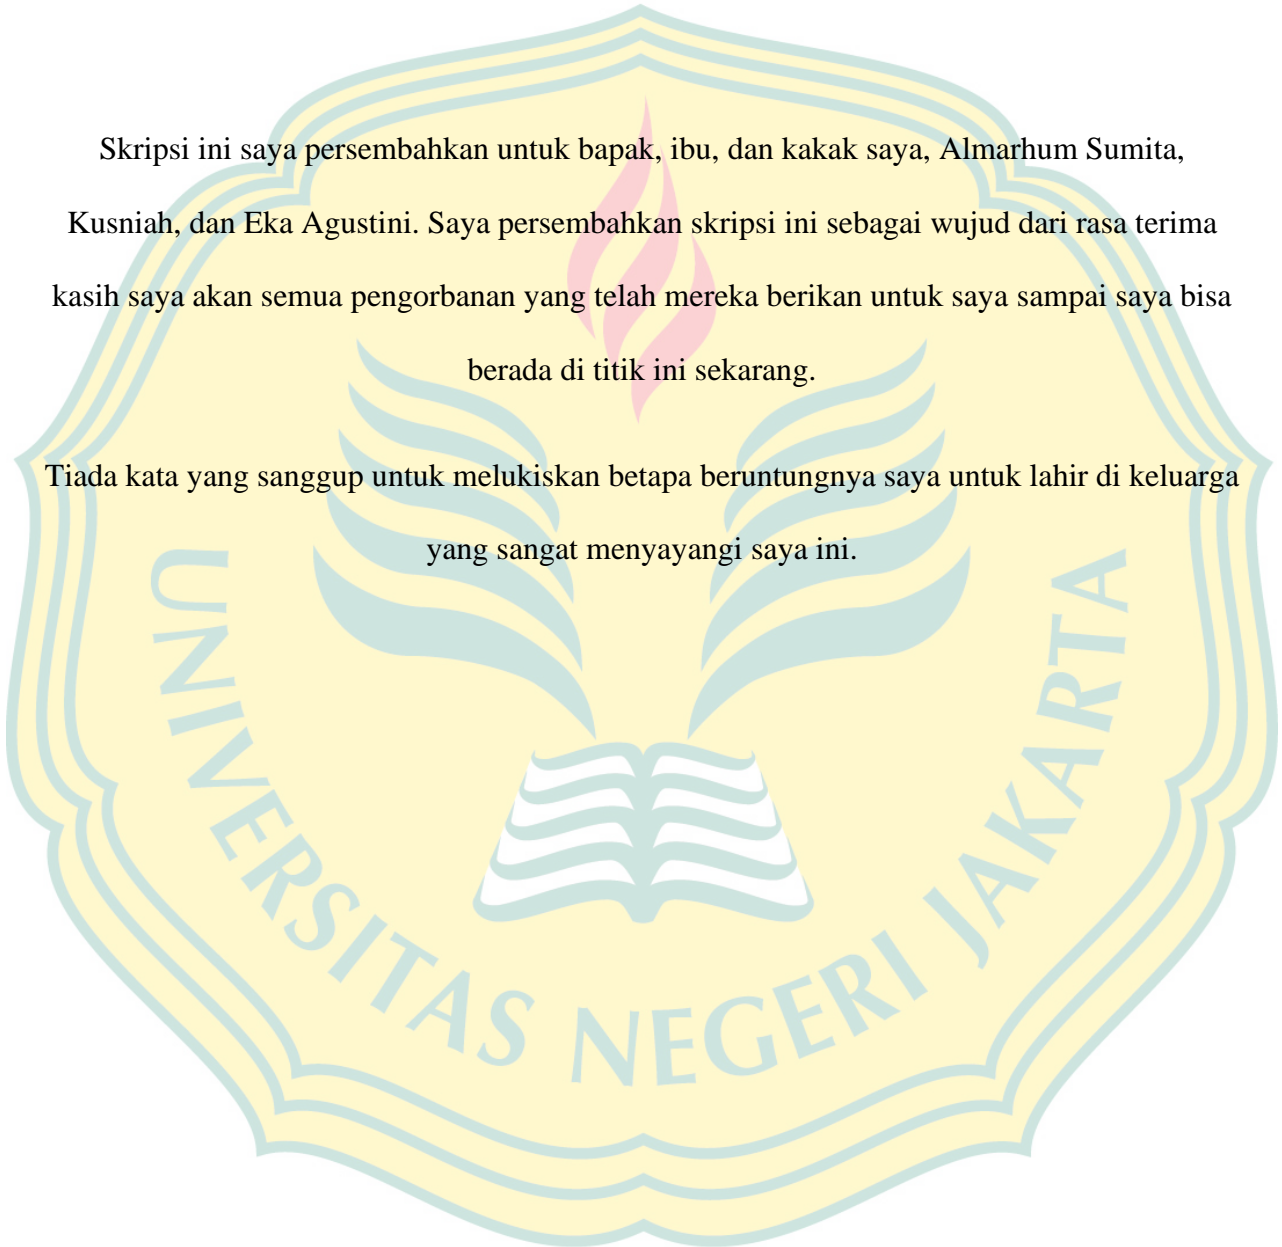 Skripsi ini saya persembahkan untuk bapak, ibu, dan kakak saya, Almarhum Sumita,
Kusniah, dan Eka Agustini. Saya persembahkan skripsi ini sebagai wujud dari rasa terima
kasih saya akan semua pengorbanan yang telah mereka berikan untuk saya sampai saya bisa
berada di titik ini sekarang.
Tiada kata yang sanggup untuk melukiskan betapa beruntungnya saya untuk lahir di keluarga
yang sangat menyayangi saya ini.
UNIVERSITAS NEGERI JAKARTA